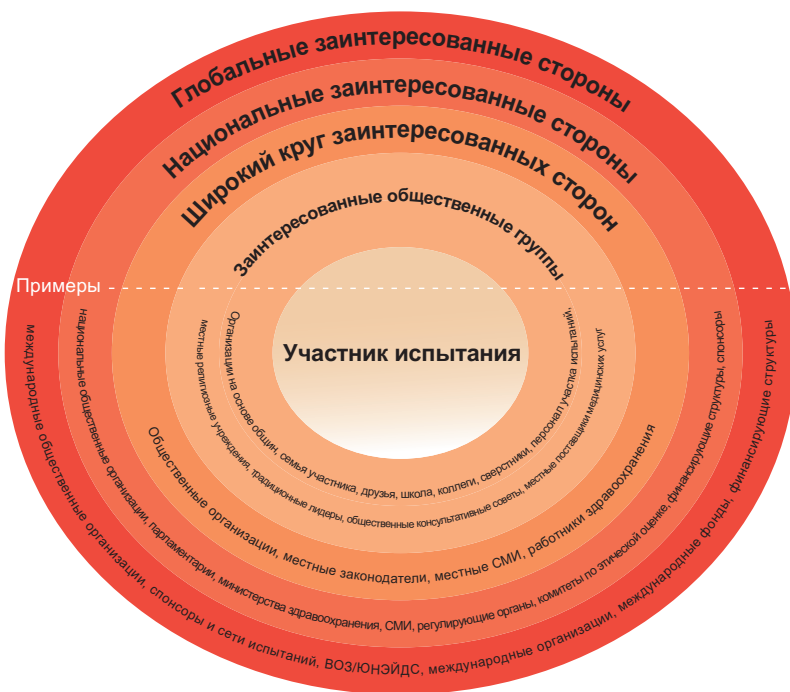 Глобальные заинтересованные стороны
Национальные заинтересованные стороны
Широкий круг заинтересованных сторон
Заинтересованные общественные группы
Примеры
Участник испытания
Организации на основе общин, семья участника, друзья, школа, коллеги, сверстники, персонал участка испытаний,
местные религиозные учреждения, традиционные лидеры, общественные консультативные советы, местные поставщики медицинских услуг
Общественные организации, местные законодатели, местные СМИ, работники здравоохранения
национальные общественные организации, парламентарии, министерства здравоохранения, СМИ, регулирующие органы, комитеты по этической оценке, финансирующие структуры, спонсоры
международные общественные организации, спонсоры и сети испытаний, ВОЗ/ЮНЭЙДС, международные организации, международные фонды, финансирующие структуры